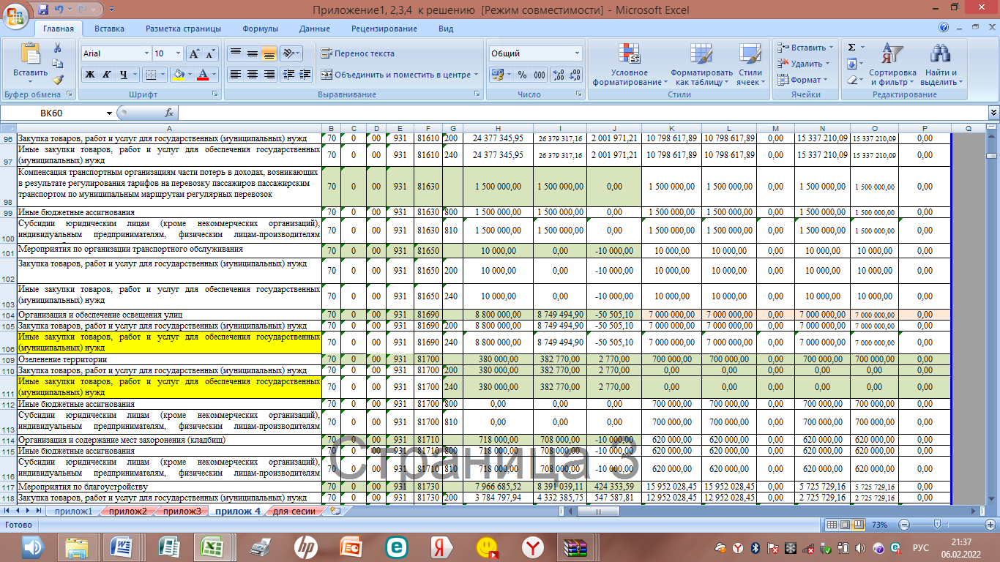 Приложение1, 2,3,4 к решению [Режим совместимости] - Microsoft Excel
Главная Вставка Разметка страницы Формулы Данные Рецензирование Вид
Вставить
Буфер обмена
Arial 10
Ж К Ч
Шрифт
Перенос текста
Объединить и поместить в центре
Выравнивание
Общий
% 000
Число
Условное форматирование
Форматировать как таблицу
Стили ячеек
Стили
Вставить
Удалить
Формат
Ячейки
Σ
Сортировка и фильтр
Найти и выделить
Редактирование
BK60 fx
A B C D E F G H I J K L M N O P Q
96 Закупка товаров, работ и услуг для государственных (муниципальных) нужд 70 0 00 931 81610 200 24 377 345,95 26 379 317,16 2 001 971,21 10 798 617,89 10 798 617,89 0,00 15 337 210,09 15 337 210,09 0,00
Иные закупки товаров, работ и услуг для обеспечения государственных
97 (муниципальных) нужд 70 0 00 931 81610 240 24 377 345,95 26 379 317,16 2 001 971,21 10 798 617,89 10 798 617,89 0,00 15 337 210,09 15 337 210,09 0,00
Компенсация транспортным организациям части потерь в доходах, возникающих
в результате регулирования тарифов на перевозку пассажиров пассажирским
98 транспортом по муниципальным маршрутам регулярных перевозок 70 0 00 931 81630 1 500 000,00 1 500 000,00 0,00 1 500 000,00 1 500 000,00 0,00 1 500 000,00 1 500 000,00 0,00
99 Иные бюджетные ассигнования 70 0 00 931 81630 800 1 500 000,00 1 500 000,00 0,00 1 500 000,00 1 500 000,00 0,00 1 500 000,00 1 500 000,00 0,00
Субсидии юридическим лицам (кроме некоммерческих организаций),
100 индивидуальным предпринимателям, физическим лицам-производителям 70 0 00 931 81630 810 1 500 000,00 1 500 000,00 0,00 1 500 000,00 1 500 000,00 0,00 1 500 000,00 1 500 000,00 0,00
101 Мероприятия по организации транспортного обслуживания 70 0 00 931 81650 10 000,00 0,00 -10 000,00 10 000,00 10 000,00 0,00 10 000,00 10 000,00 0,00
102 Закупка товаров, работ и услуг для государственных (муниципальных) нужд 70 0 00 931 81650 200 10 000,00 0,00 -10 000,00 10 000,00 10 000,00 0,00 10 000,00 10 000,00 0,00
Иные закупки товаров, работ и услуг для обеспечения государственных
103 (муниципальных) нужд 70 0 00 931 81650 240 10 000,00 0,00 -10 000,00 10 000,00 10 000,00 0,00 10 000,00 10 000,00 0,00
104 Организация и обеспечение освещения улиц 70 0 00 931 81690 8 800 000,00 8 749 494,90 -50 505,10 7 000 000,00 7 000 000,00 0,00 7 000 000,00 7 000 000,00 0,00
105 Закупка товаров, работ и услуг для государственных (муниципальных) нужд 70 0 00 931 81690 200 8 800 000,00 8 749 494,90 -50 505,10 7 000 000,00 7 000 000,00 0,00 7 000 000,00 7 000 000,00 0,00
Иные закупки товаров, работ и услуг для обеспечения государственных
106 (муниципальных) нужд 70 0 00 931 81690 240 8 800 000,00 8 749 494,90 -50 505,10 7 000 000,00 7 000 000,00 0,00 7 000 000,00 7 000 000,00 0,00
109 Озеленение территории 70 0 00 931 81700 380 000,00 382 770,00 2 770,00 700 000,00 700 000,00 0,00 700 000,00 700 000,00 0,00
110 Закупка товаров, работ и услуг для государственных (муниципальных) нужд 70 0 00 931 81700 200 380 000,00 382 770,00 2 770,00 0,00 0,00 0,00 0,00 0,00 0,00
Иные закупки товаров, работ и услуг для обеспечения государственных
111 (муниципальных) нужд 70 0 00 931 81700 240 380 000,00 382 770,00 2 770,00 0,00 0,00 0,00 0,00 0,00 0,00
112 Иные бюджетные ассигнования 70 0 00 931 81700 800 0,00 0,00 0,00 700 000,00 700 000,00 0,00 700 000,00 700 000,00 0,00
Субсидии юридическим лицам (кроме некоммерческих организаций),
113 индивидуальным предпринимателям, физическим лицам-производителям 70 0 00 931 81700 810 0,00 0,00 0,00 700 000,00 700 000,00 0,00 700 000,00 700 000,00 0,00
114 Организация и содержание мест захоронения (кладбищ) 70 0 00 931 81710 718 000,00 708 000,00 -10 000,00 620 000,00 620 000,00 0,00 620 000,00 620 000,00 0,00
115 Иные бюджетные ассигнования 70 0 00 931 81710 800 718 000,00 708 000,00 -10 000,00 620 000,00 620 000,00 0,00 620 000,00 620 000,00 0,00
Страница 3
Субсидии юридическим лицам (кроме некоммерческих организаций),
116 индивидуальным предпринимателям, физическим лицам-производителям 70 0 00 931 81710 810 718 000,00 708 000,00 -10 000,00 620 000,00 620 000,00 0,00 620 000,00 620 000,00 0,00
117 Мероприятия по благоустройству 70 0 00 931 81730 7 966 685,52 8 391 039,11 424 353,59 15 952 028,45 15 952 028,45 0,00 5 725 729,16 5 725 729,16 0,00
118 Закупка товаров, работ и услуг для государственных (муниципальных) нужд 70 0 00 931 81730 200 3 784 797,94 4 332 385,75 547 587,81 12 952 028,45 12 952 028,45 0,00 2 725 729,16 2 725 729,16 0,00
прилож1 прилож2 прилож3 прилож 4 для сесии
Готово 73%
РУС 21:37
06.02.2022